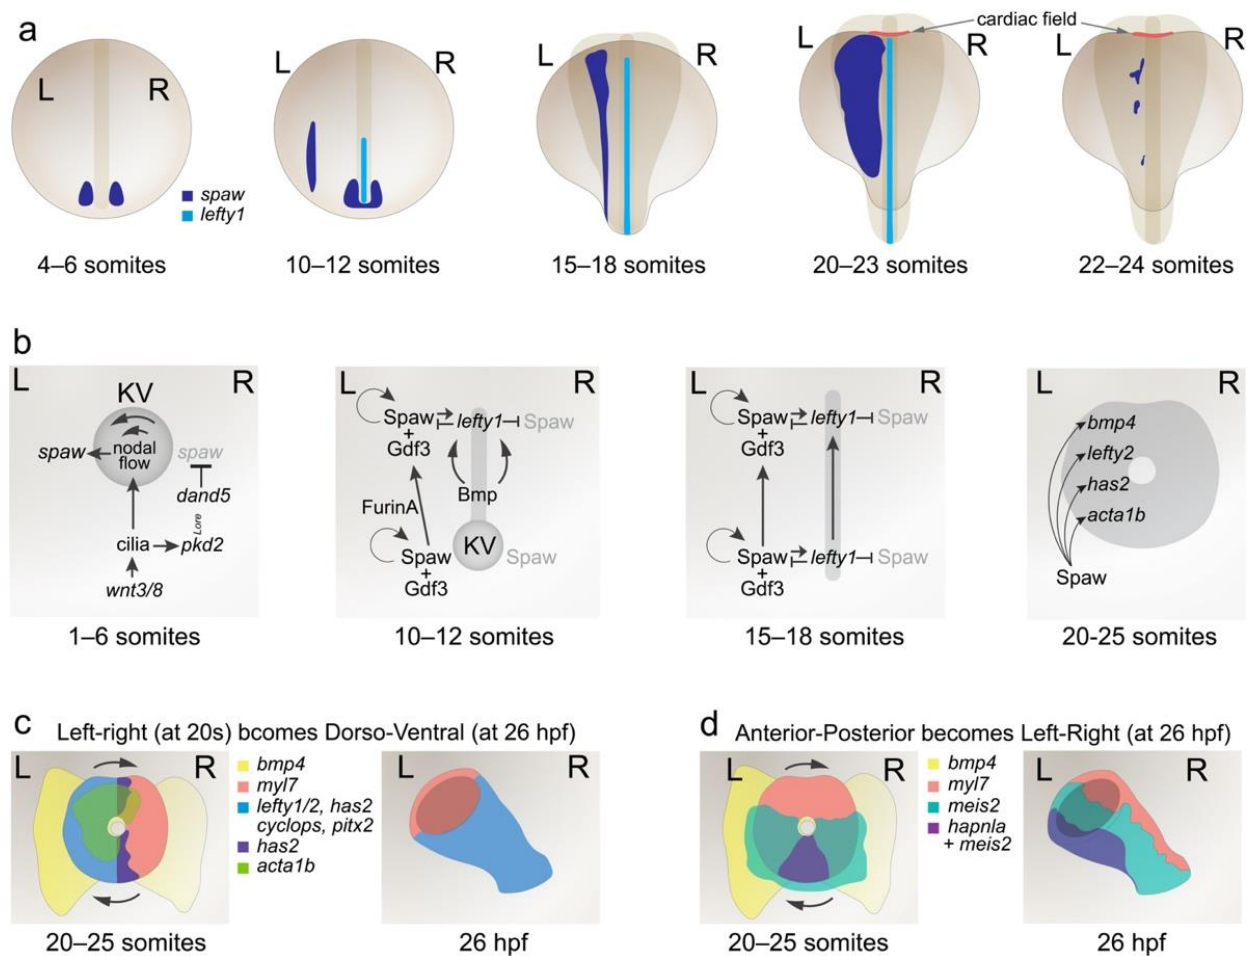 a
L R
L R
L R
L R
cardiac field
L R
spaw
lefty1
4–6 somites
10–12 somites
15–18 somites
20–23 somites
22–24 somites
b
L R
KV
spaw
nodal
flow
spaw
dand5
Lore
cilia
pkd2
wnt3/8
1–6 somites
L R
Spaw
lefty1
Spaw
+
Gdf3
FurinA
Bmp
Spaw
KV
Spaw
+
Gdf3
10–12 somites
L R
Spaw
lefty1
Spaw
+
Gdf3
Spaw
lefty1
Spaw
+
Gdf3
15–18 somites
L R
bmp4
lefty2
has2
acta1b
Spaw
20-25 somites
c
Left-right (at 20s) bcomes Dorso-Ventral (at 26 hpf)
L R
bmp4
myl7
lefty1/2, has2
cyclops, pitx2
has2
acta1b
20–25 somites
L R
26 hpf
d
Anterior-Posterior becomes Left-Right (at 26 hpf)
L R
bmp4
myl7
meis2
hapnla
+ meis2
20–25 somites
L R
26 hpf